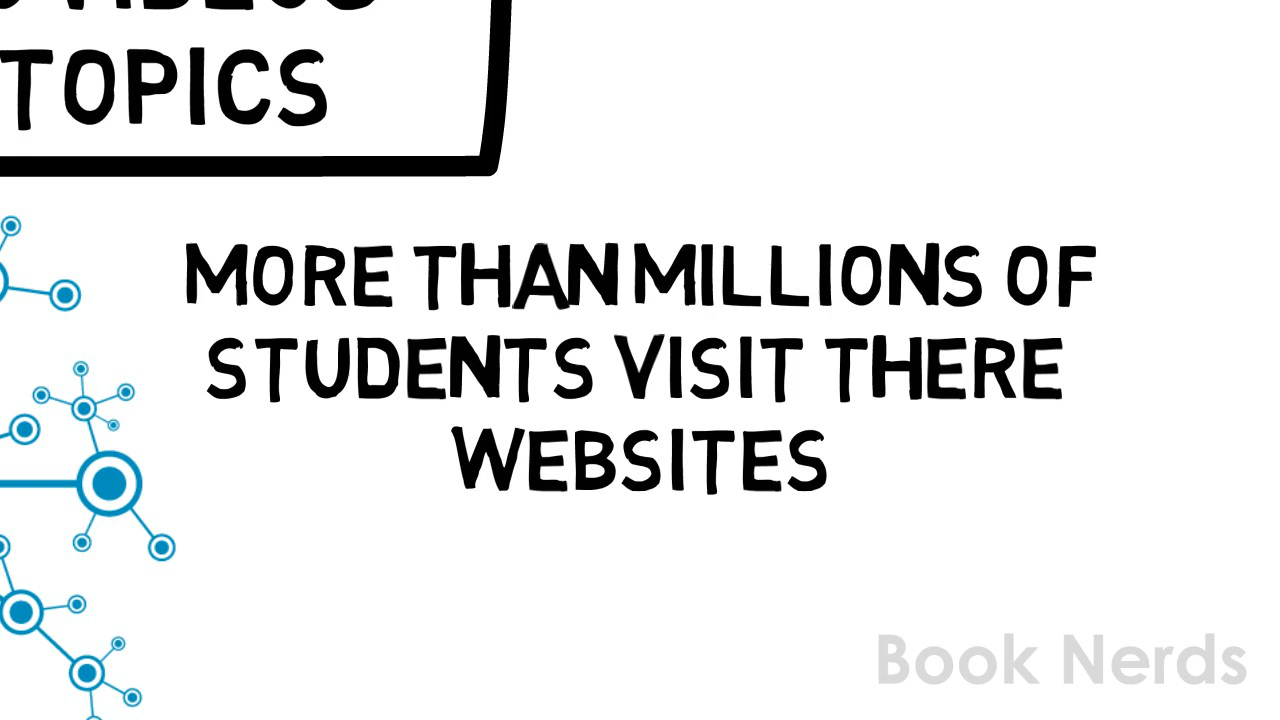 TOPICS
MORE THAN MILLIONS OF
STUDENTS VISIT THERE
WEBSITES
Book Nerds